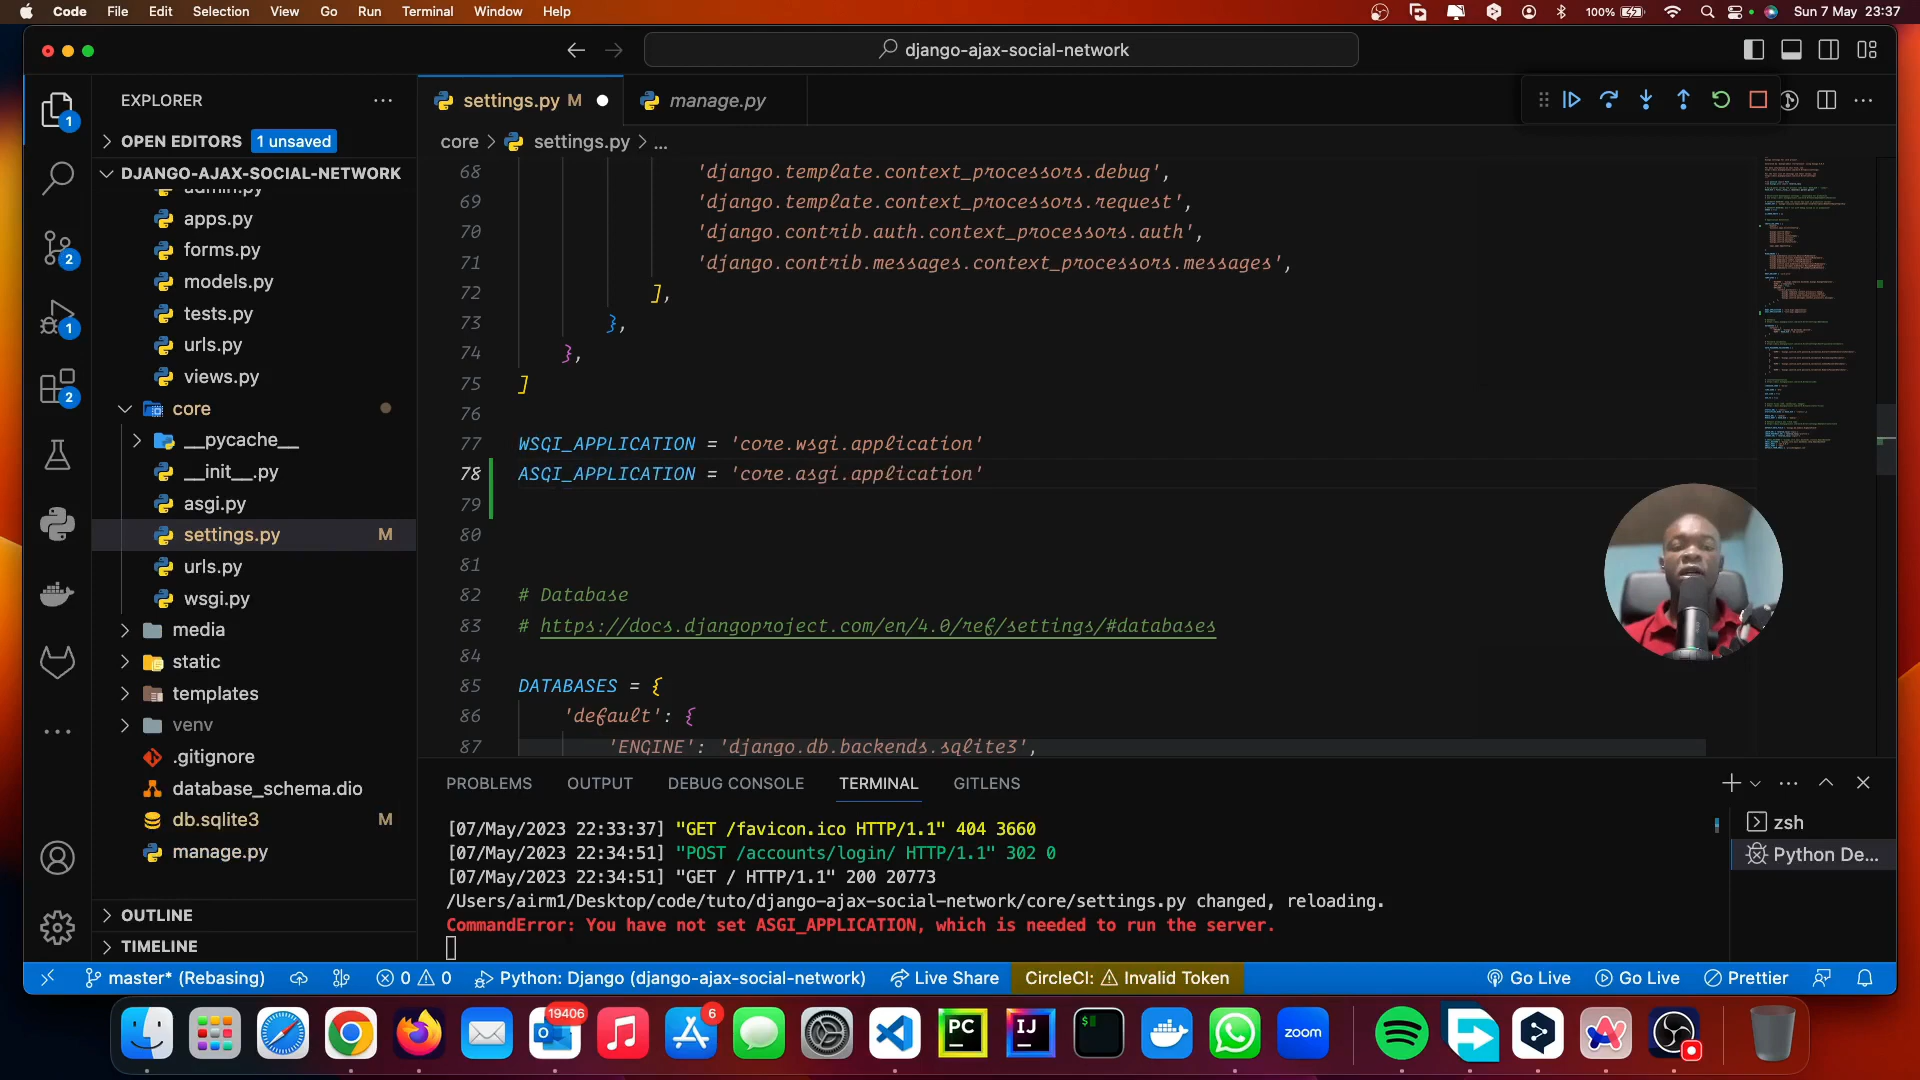 Code File Edit Selection View Go Run Terminal Window Help
100% Sun 7 May 23:37
django-ajax-social-network
EXPLORER
OPEN EDITORS 1 unsaved
DJANGO-AJAX-SOCIAL-NETWORK
admin.py
apps.py
forms.py
models.py
tests.py
urls.py
views.py
core
__pycache__
__init__.py
asgi.py
settings.py M
urls.py
wsgi.py
media
static
templates
venv
.gitignore
database_schema.dio
db.sqlite3 M
manage.py
OUTLINE
TIMELINE
1
2
1
2
settings.py M
manage.py
core > settings.py > ...
68 'django.template.context_processors.debug',
69 'django.template.context_processors.request',
70 'django.contrib.auth.context_processors.auth',
71 'django.contrib.messages.context_processors.messages',
72 ],
73 },
74 },
75 ]
76
77 WSGI_APPLICATION = 'core.wsgi.application'
78 ASGI_APPLICATION = 'core.asgi.application'
79
80
81
82 # Database
83 # https://docs.djangoproject.com/en/4.0/ref/settings/#databases
84
85 DATABASES = {
86 'default': {
87 'ENGINE': 'django.db.backends.sqlite3',
PROBLEMS OUTPUT DEBUG CONSOLE TERMINAL GITLENS
[07/May/2023 22:33:37] "GET /favicon.ico HTTP/1.1" 404 3660
[07/May/2023 22:34:51] "POST /accounts/login/ HTTP/1.1" 302 0
[07/May/2023 22:34:51] "GET / HTTP/1.1" 200 20773
/Users/airm1/Desktop/code/tuto/django-ajax-social-network/core/settings.py changed, reloading.
CommandError: You have not set ASGI_APPLICATION, which is needed to run the server.
zsh
Python De...
master* (Rebasing) 0 0 Python: Django (django-ajax-social-network) Live Share CircleCI: Invalid Token Go Live Go Live Prettier
19406
6
PC
IJ
$
zoom